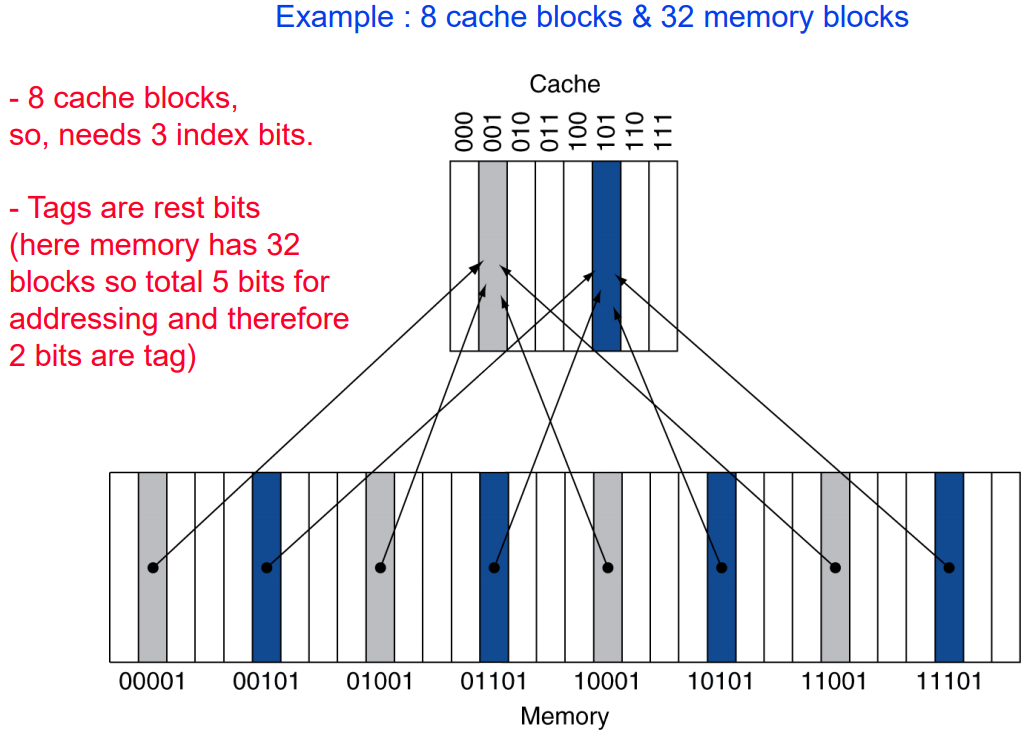 Example : 8 cache blocks & 32 memory blocks
- 8 cache blocks,
so, needs 3 index bits.
- Tags are rest bits
(here memory has 32
blocks so total 5 bits for
addressing and therefore
2 bits are tag)
Cache
000 001 010 011 100 101 110 111
00001 00101 01001 01101 10001 10101 11001 11101
Memory